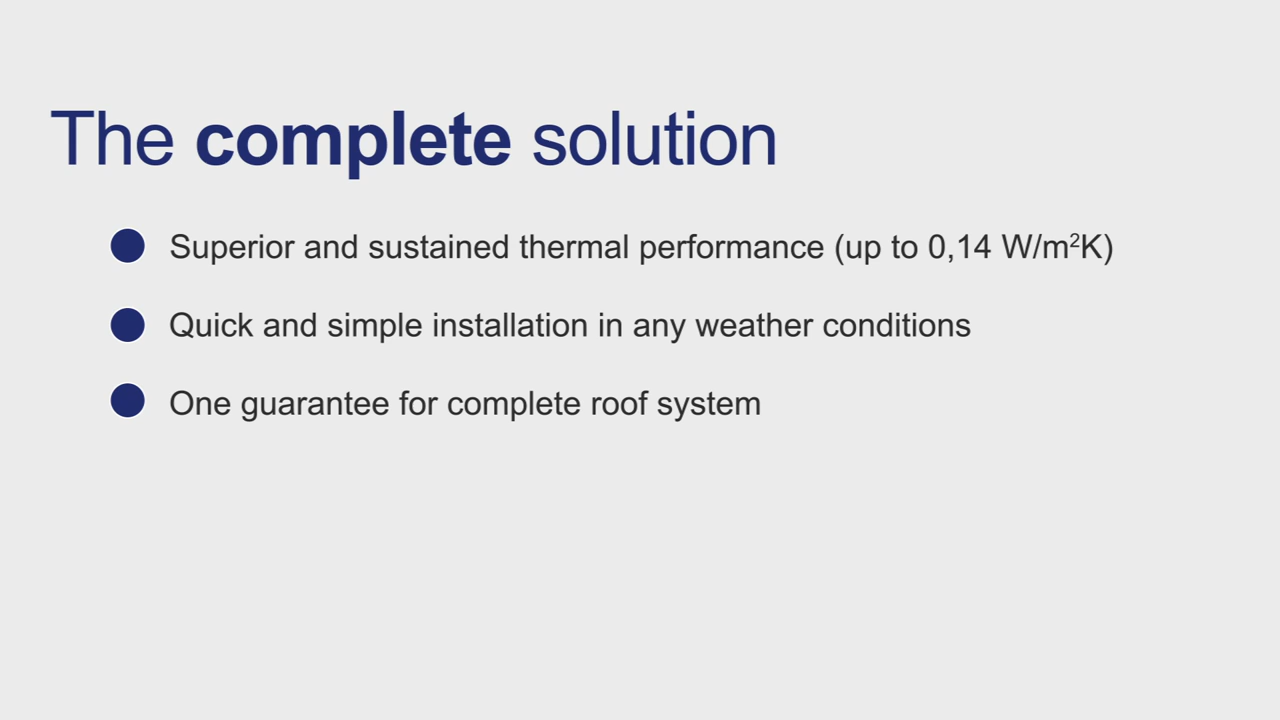 The complete solution
Superior and sustained thermal performance (up to 0,14 W/m²K)
Quick and simple installation in any weather conditions
One guarantee for complete roof system